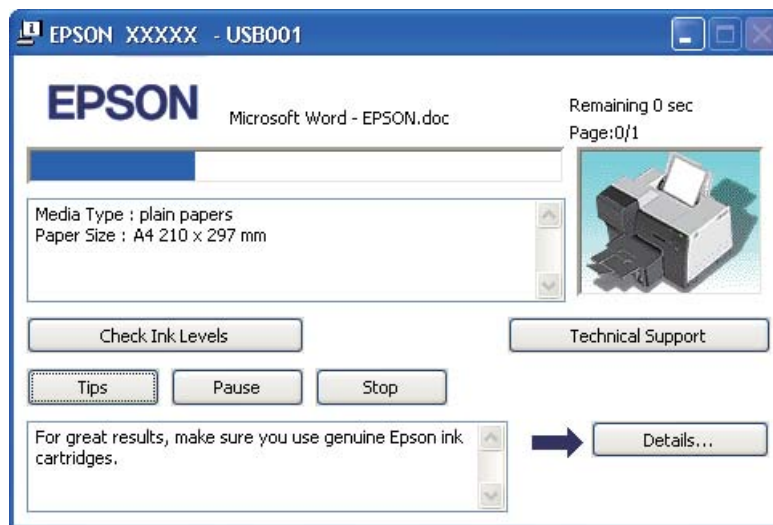 EPSON XXXXX - USB001
EPSON
Microsoft Word - EPSON.doc
Remaining 0 sec
Page:0/1
Media Type : plain papers
Paper Size : A4 210 x 297 mm
Check Ink Levels
Technical Support
Tips
Pause
Stop
For great results, make sure you use genuine Epson ink
cartridges.
Details...